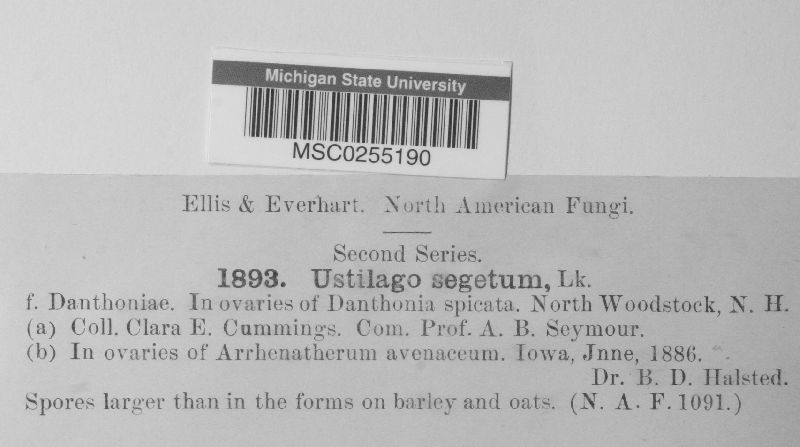 Michigan State University
MSC0255190
Ellis & Everhart. North American Fungi.
Second Series.
1893. Ustilago segetum, Lk.
f. Danthoniae. In ovaries of Danthonia spicata. North Woodstock, N. H.
(a) Coll. Clara E. Cummings. Com. Prof. A. B. Seymour.
(b) In ovaries of Arrhenatherum avenaceum. Iowa, Jnne, 1886.
Dr. B. D. Halsted.
Spores larger than in the forms on barley and oats. (N. A. F. 1091.)